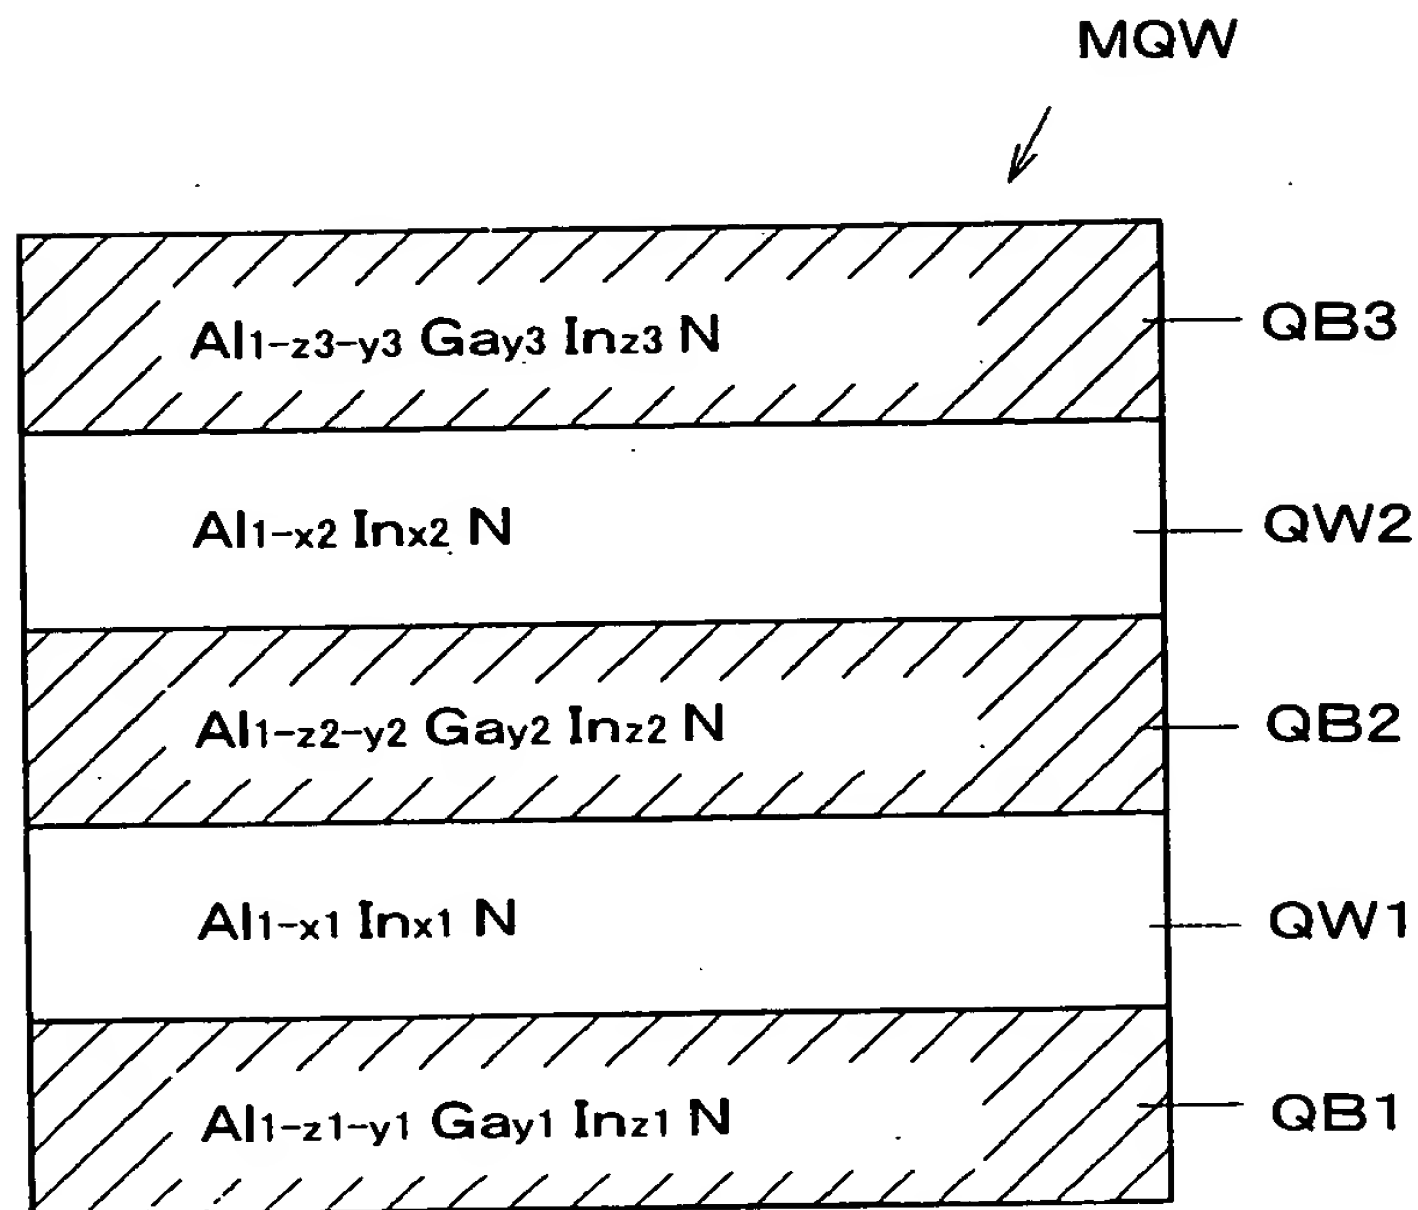 MQW
Al1-z3-y3 Gay3 Inz3 N QB3
Al1-x2 Inx2 N QW2
Al1-z2-y2 Gay2 Inz2 N QB2
Al1-x1 Inx1 N QW1
Al1-z1-y1 Gay1 Inz1 N QB1